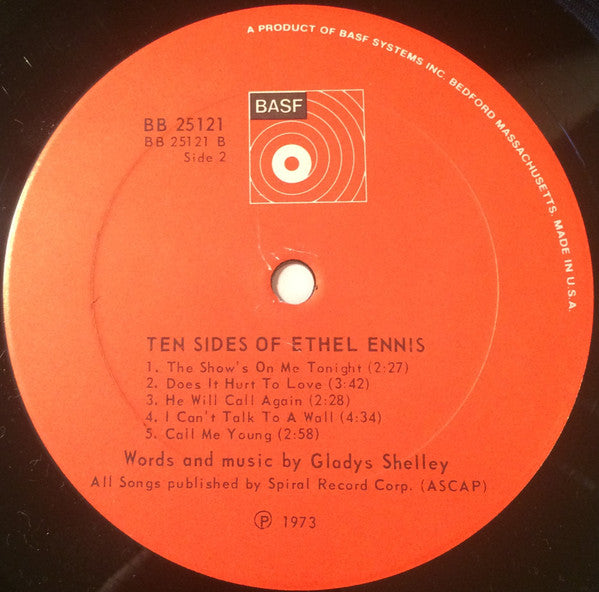 A PRODUCT OF BASF SYSTEMS INC. BEDFORD MASSACHUSETTS. MADE IN U.S.A.
BASF
BB 25121
BB 25121 B
Side 2
TEN SIDES OF ETHEL ENNIS
1. The Show's On Me Tonight (2:27)
2. Does It Hurt To Love (3:42)
3. He Will Call Again (2:28)
4. I Can't Talk To A Wall (4:34)
5. Call Me Young (2:58)
Words and music by Gladys Shelley
All Songs published by Spiral Record Corp. (ASCAP)
℗ 1973